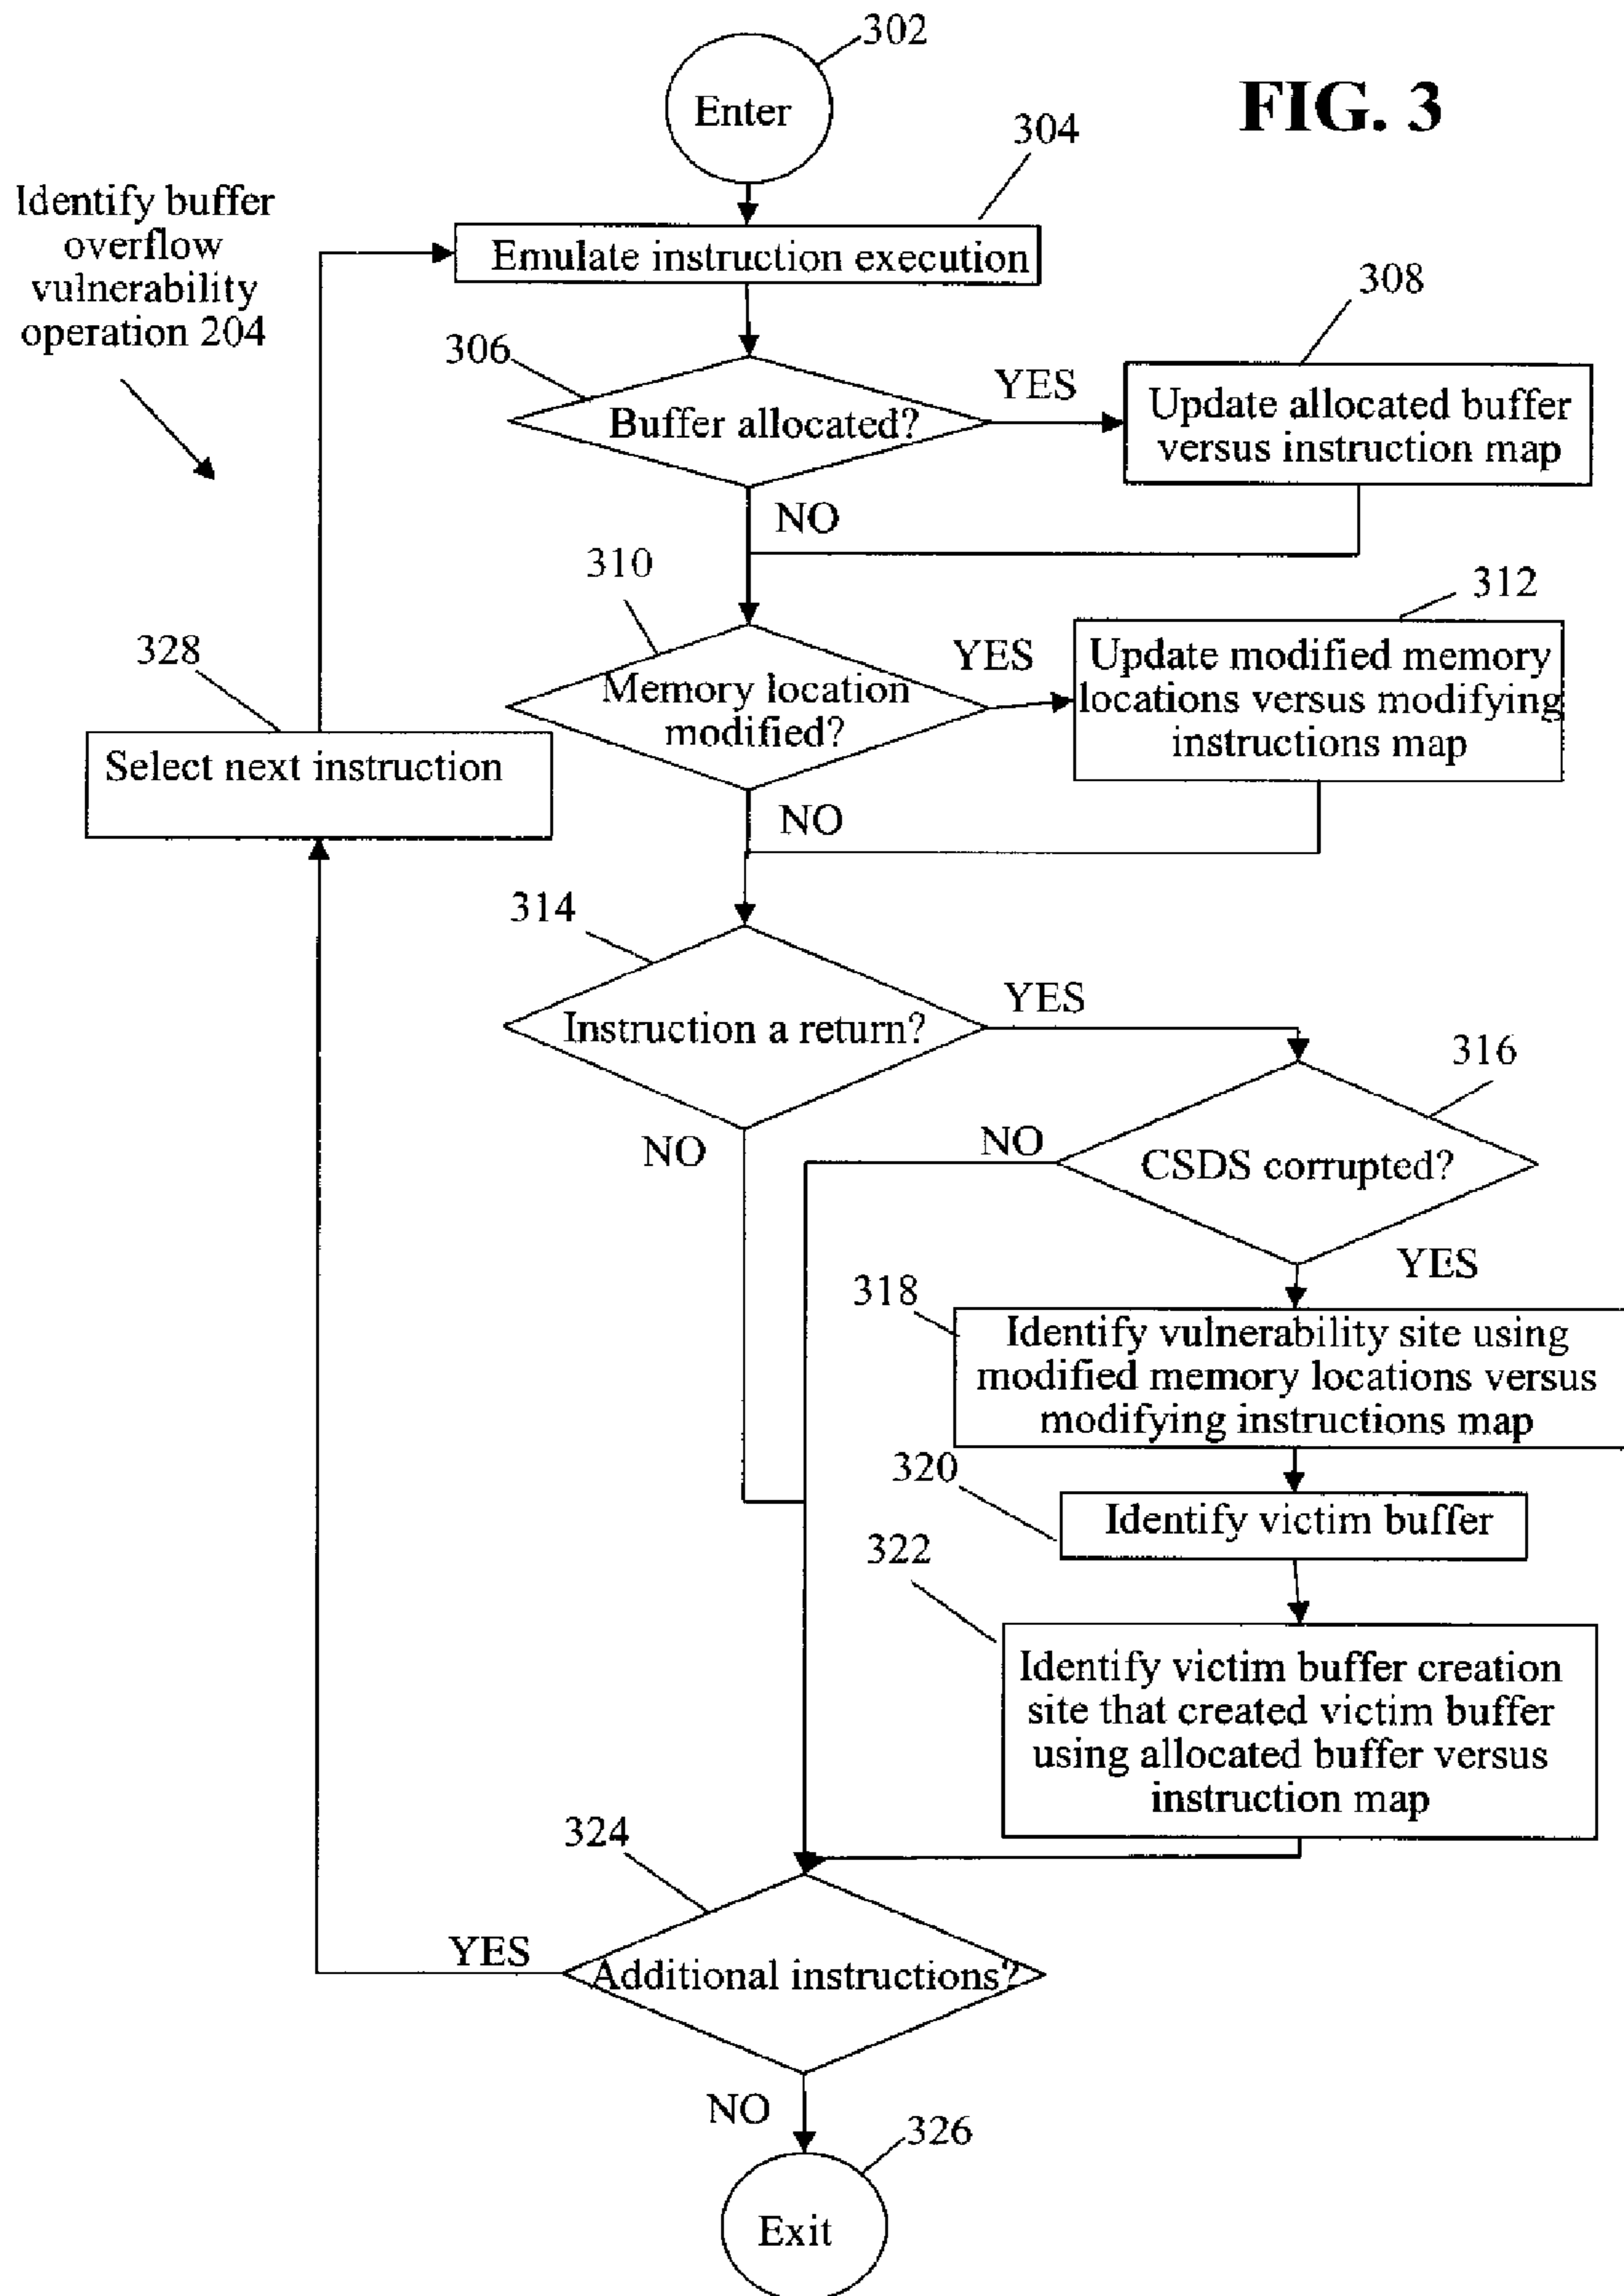 302
Enter
FIG. 3
304
Identify buffer
overflow
vulnerability
operation 204
Emulate instruction execution
308
306
YES
Buffer allocated?
Update allocated buffer
versus instruction map
NO
310
312
328
YES
Memory location
modified?
Update modified memory
locations versus modifying
instructions map
Select next instruction
NO
314
YES
Instruction a return?
316
NO
NO
CSDS corrupted?
YES
318
Identify vulnerability site using
modified memory locations versus
modifying instructions map
320
Identify victim buffer
322
Identify victim buffer creation
site that created victim buffer
using allocated buffer versus
instruction map
324
YES
Additional instructions?
NO
326
Exit